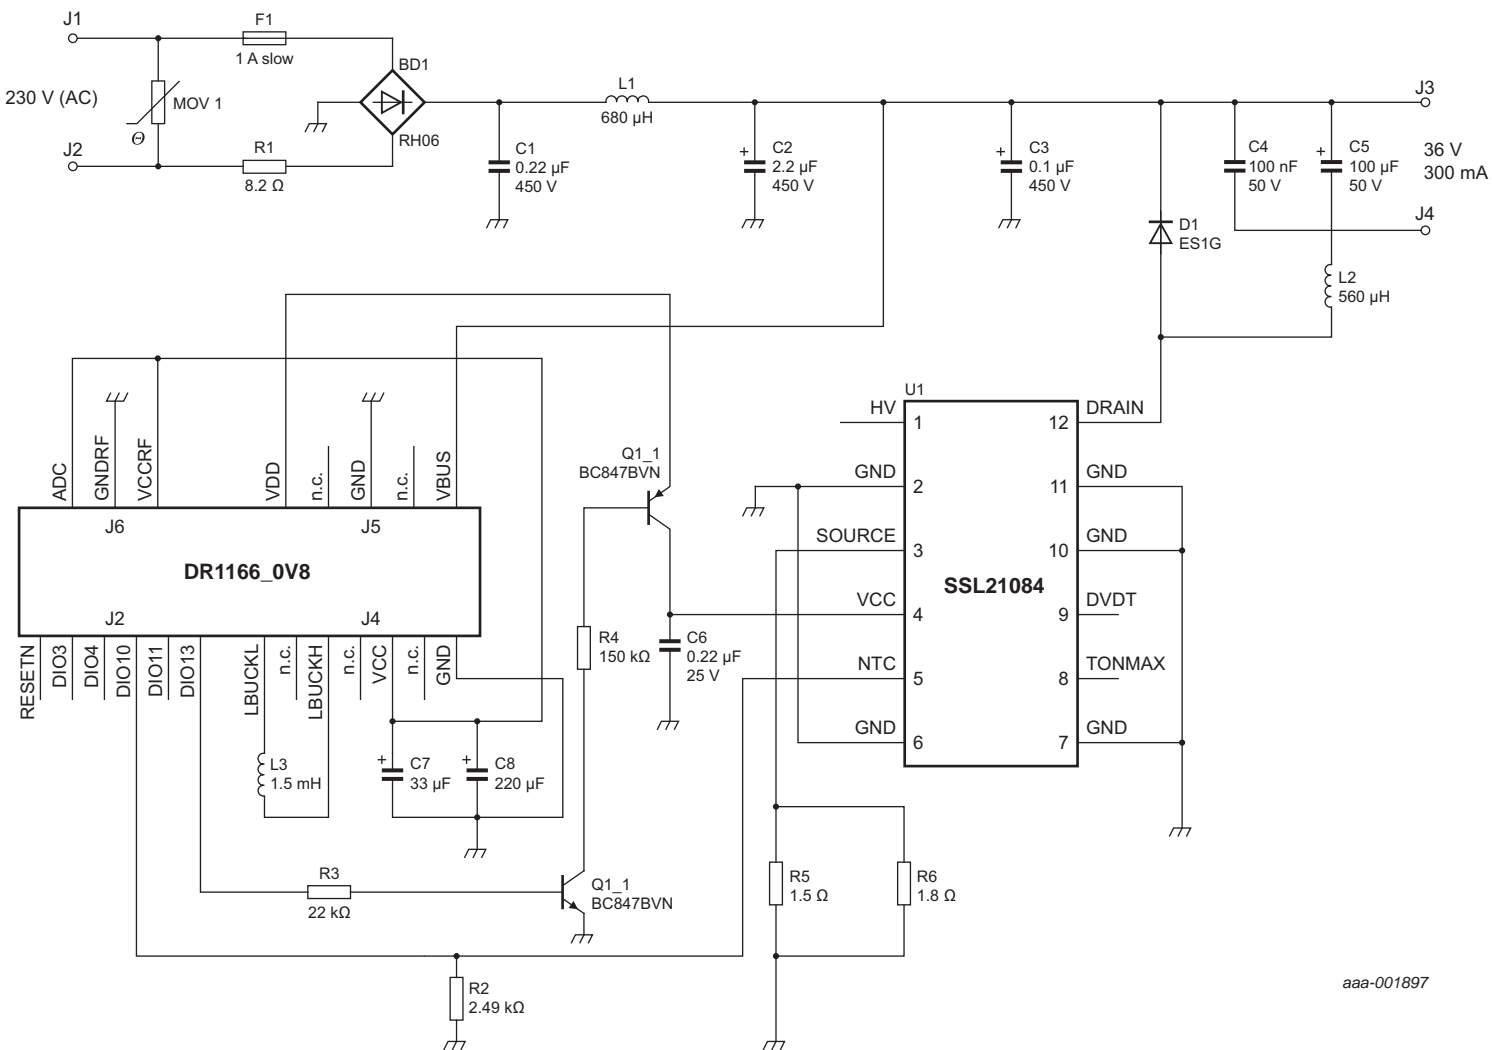 J1
F1
1 A slow
BD1
230 V (AC)
MOV 1
Θ
RH06
J2
R1
8.2 Ω
L1
680 μH
C1
0.22 μF
450 V
+
C2
2.2 μF
450 V
+
C3
0.1 μF
450 V
C4
100 nF
50 V
+
C5
100 μF
50 V
J3
36 V
300 mA
J4
D1
ES1G
L2
560 μH
ADC
GNDRF
VCCRF
VDD
n.c.
GND
n.c.
VBUS
J6
J5
DR1166_0V8
J2
J4
RESETN
DIO3
DIO4
DIO10
DIO11
DIO13
LBUCKL
n.c.
LBUCKH
n.c.
VCC
n.c.
GND
L3
1.5 mH
+
C7
33 μF
+
C8
220 μF
Q1_1
BC847BVN
R4
150 kΩ
C6
0.22 μF
25 V
R3
22 kΩ
Q1_1
BC847BVN
R2
2.49 kΩ
U1
HV
1
12
DRAIN
GND
2
11
GND
SOURCE
3
10
GND
SSL21084
VCC
4
9
DVDT
NTC
5
8
TONMAX
GND
6
7
GND
R5
1.5 Ω
R6
1.8 Ω
aaa-001897